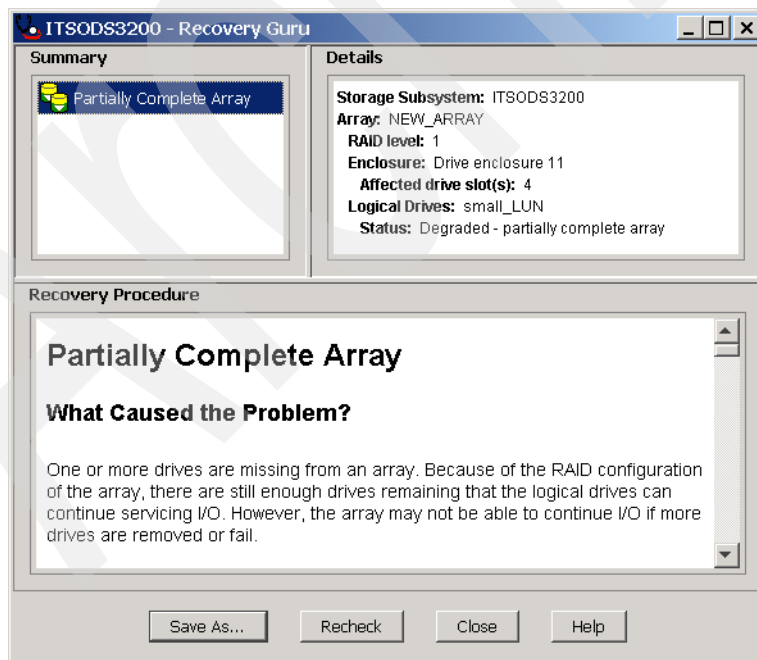 ITSODS3200 - Recovery Guru
Summary
Partially Complete Array
Details
Storage Subsystem: ITSODS3200
Array: NEW_ARRAY
RAID level: 1
Enclosure: Drive enclosure 11
Affected drive slot(s): 4
Logical Drives: small_LUN
Status: Degraded - partially complete array
Recovery Procedure
Partially Complete Array
What Caused the Problem?
One or more drives are missing from an array. Because of the RAID configuration
of the array, there are still enough drives remaining that the logical drives can
continue servicing I/O. However, the array may not be able to continue I/O if more
drives are removed or fail.
Save As...
Recheck
Close
Help